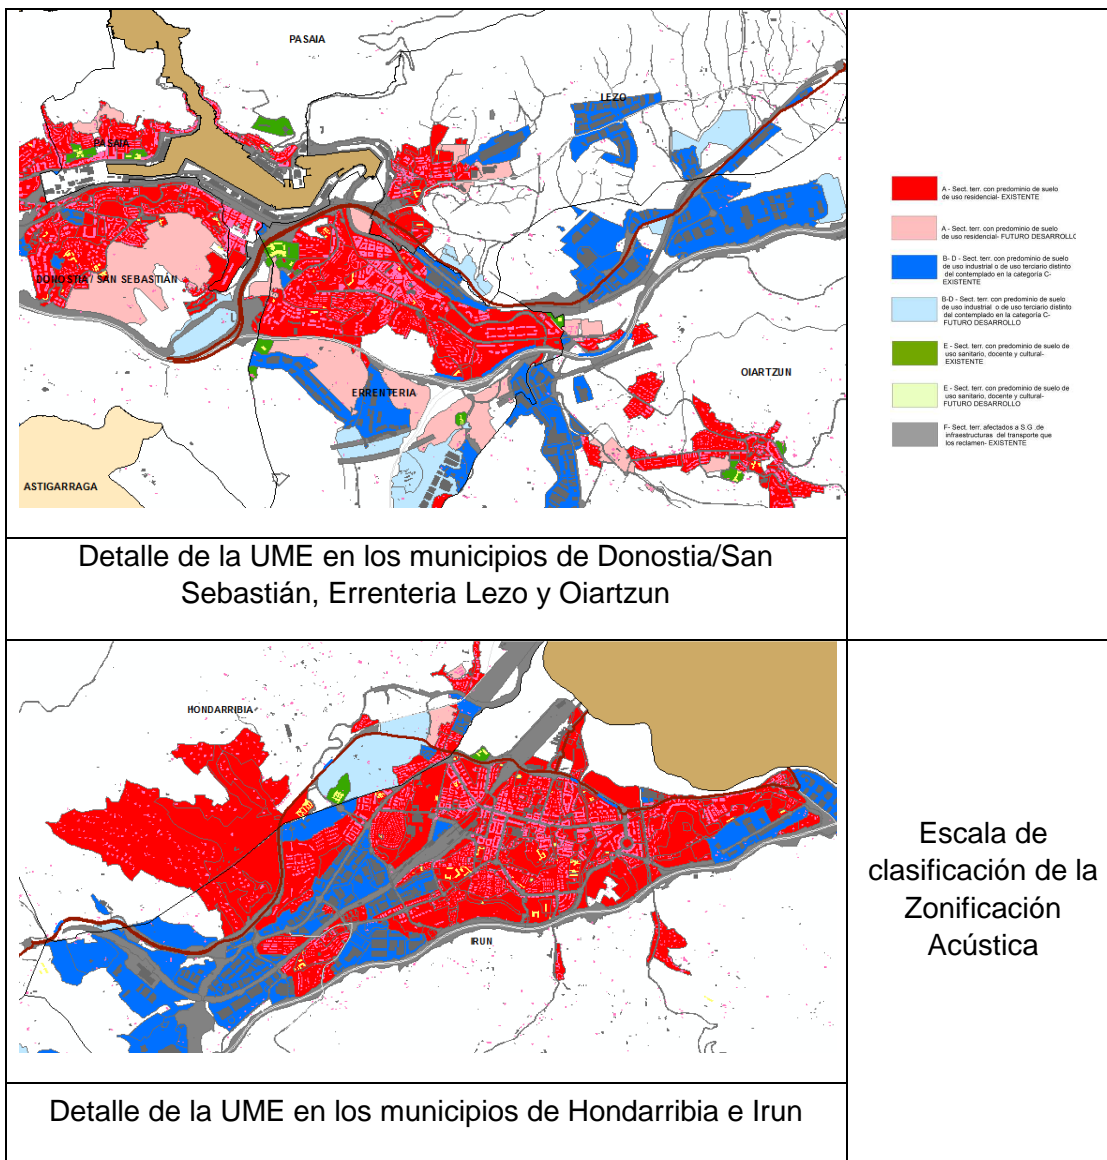 PASAIA
LEZO
PASAIA
DONOSTIA / SAN SEBASTIÁN
ERRENTERIA
OIARTZUN
ASTIGARRAGA
A - Sect. terr. con predominio de suelo
de uso residencial- EXISTENTE
A - Sect. terr. con predominio de suelo
de uso residencial- FUTURO DESARROLLO
B- D - Sect. terr. con predominio de suelo
de uso industrial o de uso terciario distinto
del contemplado en la categoría C-
EXISTENTE
B-D - Sect. terr. con predominio de suelo
de uso industrial o de uso terciario distinto
del contemplado en la categoría C-
FUTURO DESARROLLO
E - Sect. terr. con predominio de suelo de
uso sanitario, docente y cultural-
EXISTENTE
E - Sect. terr. con predominio de suelo de
uso sanitario, docente y cultural-
FUTURO DESARROLLO
F- Sect. terr. afectados a S.G .de
infraestructuras del transporte que
los reclamen- EXISTENTE
Detalle de la UME en los municipios de Donostia/San
Sebastián, Errenteria Lezo y Oiartzun
HONDARRIBIA
IRUN
Escala de
clasificación de la
Zonificación
Acústica
Detalle de la UME en los municipios de Hondarribia e Irun